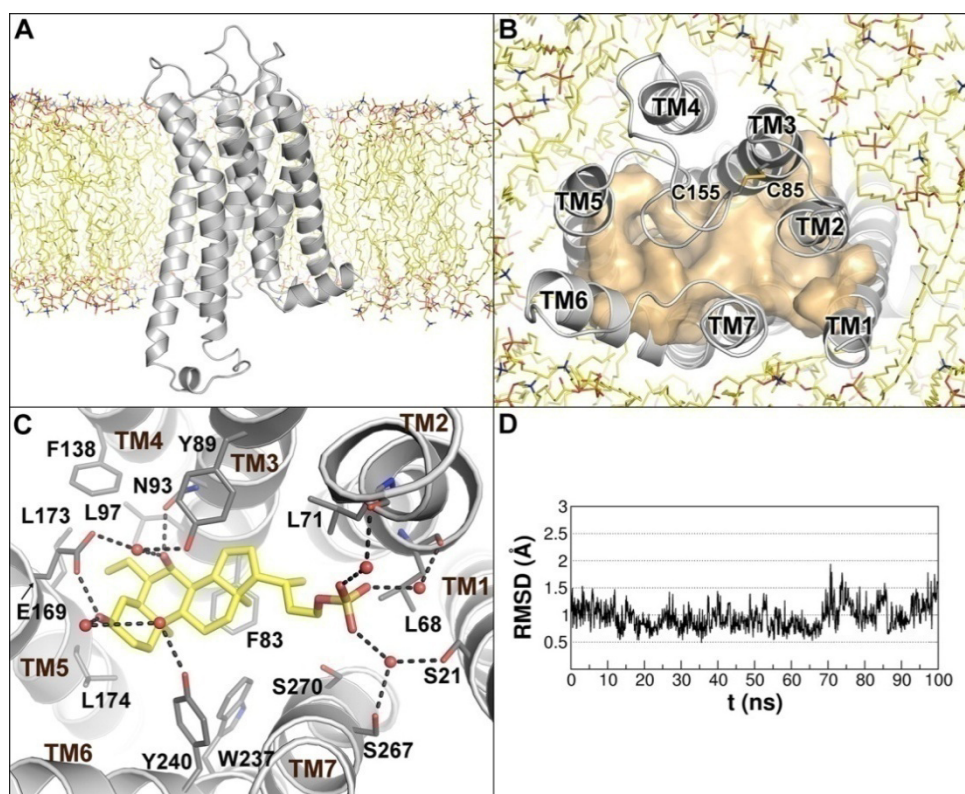 A
B
TM4
TM3
C155
C85
TM5
TM2
TM6
TM7
TM1
C
TM4
Y89
TM2
F138
TM3
N93
L173
L97
L71
TM1
E169
F83
L68
TM5
S21
L174
S270
S267
TM6
Y240
W237
TM7
D
3
2.5
2
1.5
1
0.5
RMSD (Å)
0 10 20 30 40 50 60 70 80 90 100
t (ns)